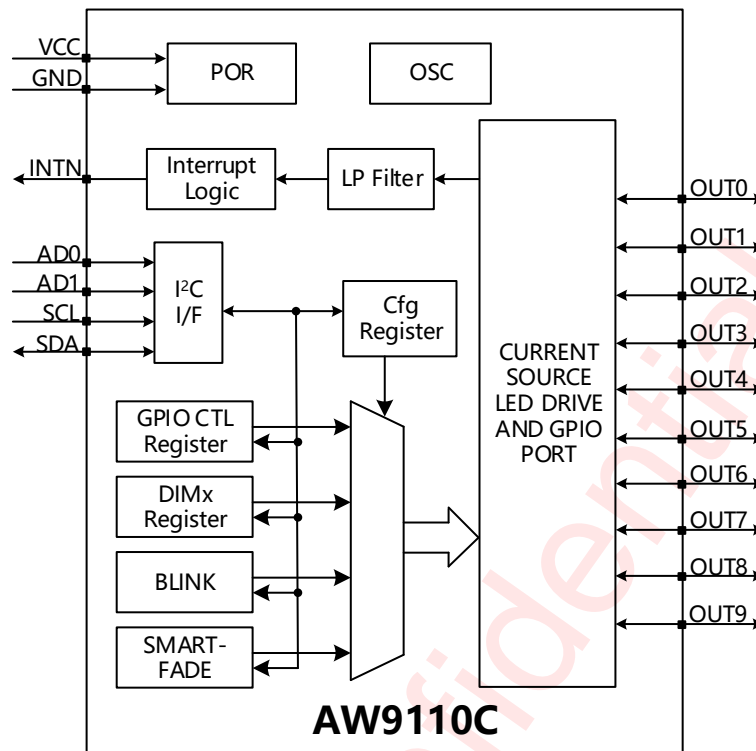 VCC
GND
POR
OSC
INTN
Interrupt
Logic
LP Filter
AD0
AD1
SCL
SDA
I²C
I/F
Cfg
Register
GPIO CTL
Register
DIMx
Register
BLINK
SMART-
FADE
CURRENT
SOURCE
LED DRIVE
AND GPIO
PORT
OUT0
OUT1
OUT2
OUT3
OUT4
OUT5
OUT6
OUT7
OUT8
OUT9
AW9110C
nfidential